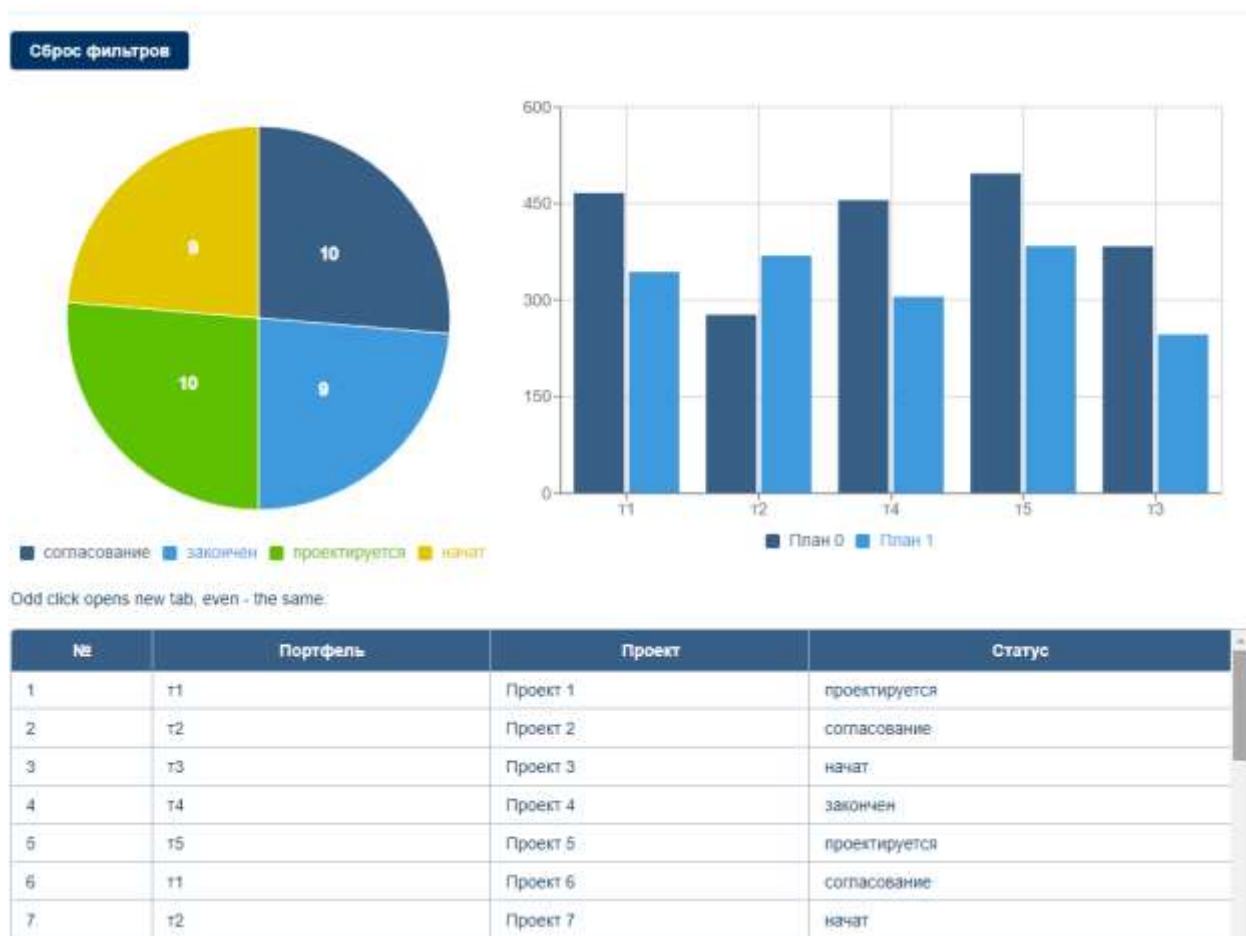 Сброс фильтров
9 10
10 9
согласование закончен проектируется начат
600
450
300
150
0
т1 т2 т4 т5 т3
План 0 План 1
Odd click opens new tab, even - the same.
№ Портфель Проект Статус
1 т1 Проект 1 проектируется
2 т2 Проект 2 согласование
3 т3 Проект 3 начат
4 т4 Проект 4 закончен
5 т5 Проект 5 проектируется
6 т1 Проект 6 согласование
7 т2 Проект 7 начат